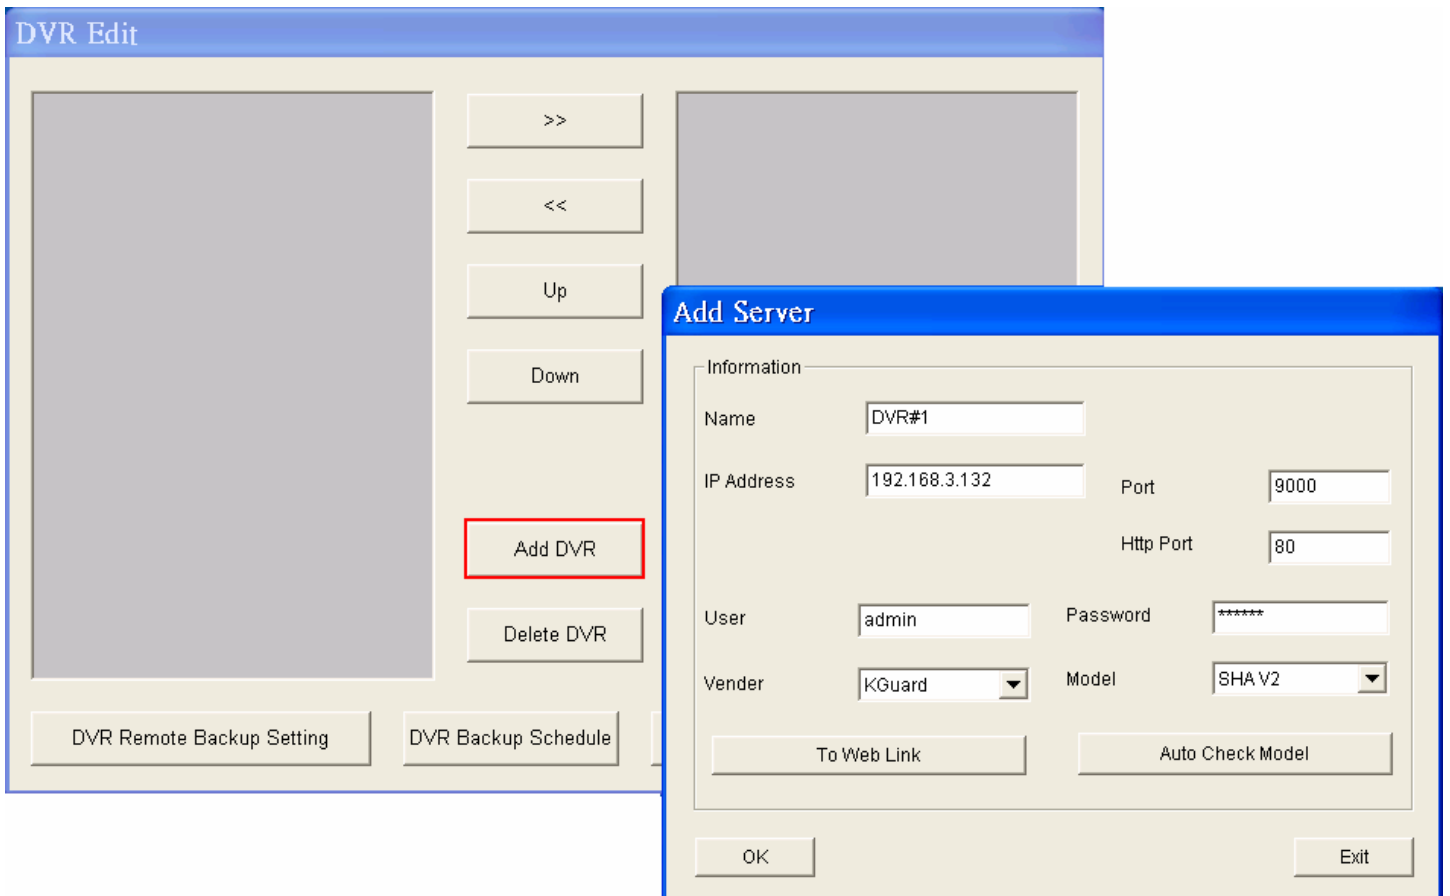 DVR Edit
>>
<<
Up
Down
Add DVR
Delete DVR
DVR Remote Backup Setting
DVR Backup Schedule
Add Server
Information
Name
DVR#1
IP Address
192.168.3.132
Port
9000
Http Port
80
User
admin
Password
******
Vender
KGuard
Model
SHA V2
To Web Link
Auto Check Model
OK
Exit